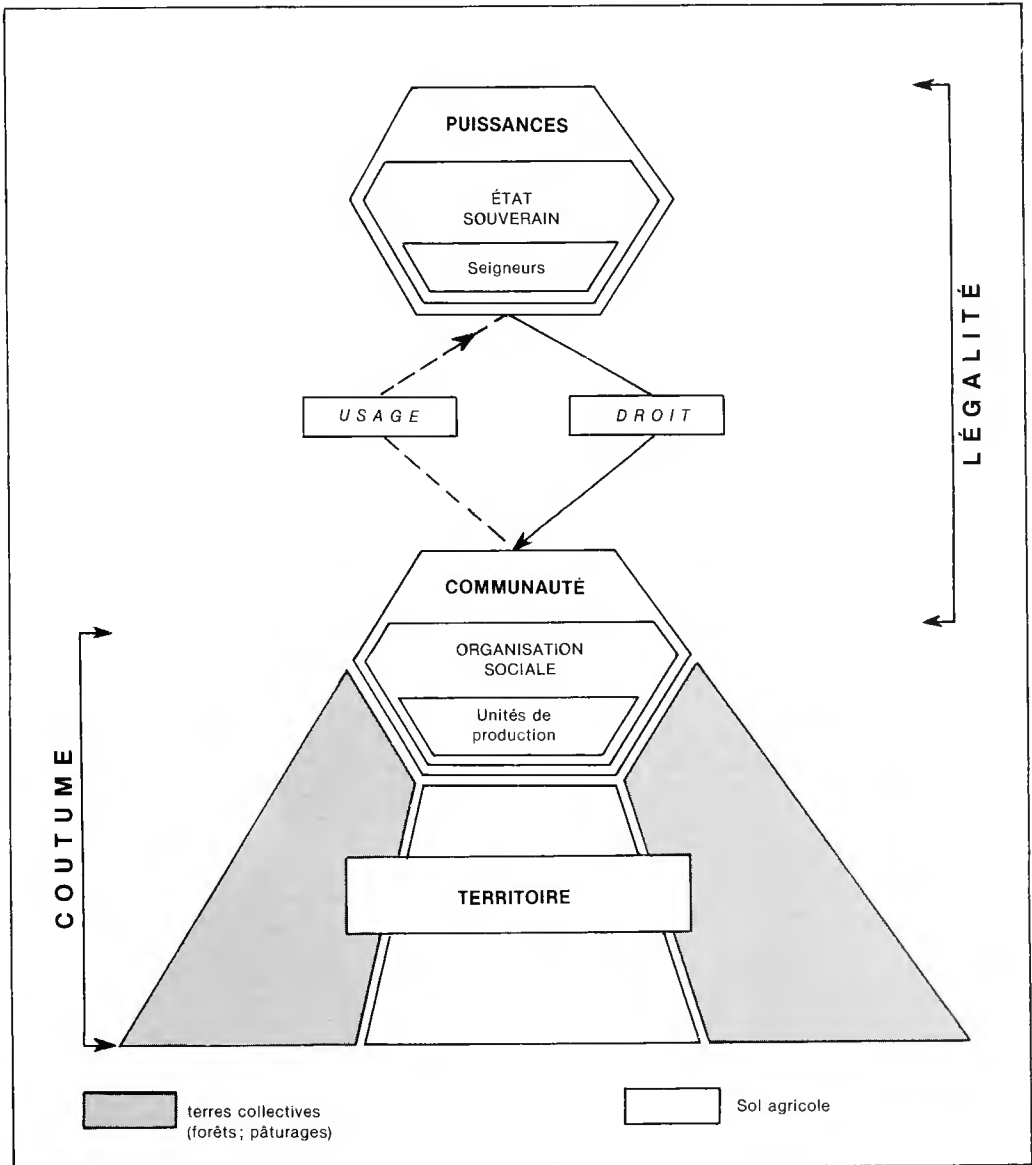 PUISSANCES
ÉTAT
SOUVERAIN
Seigneurs
LÉGALITÉ
USAGE
DROIT
COMMUNAUTÉ
ORGANISATION
SOCIALE
Unités de
production
COUTUME
TERRITOIRE
terres collectives
(forêts ; pâturages)
Sol agricole